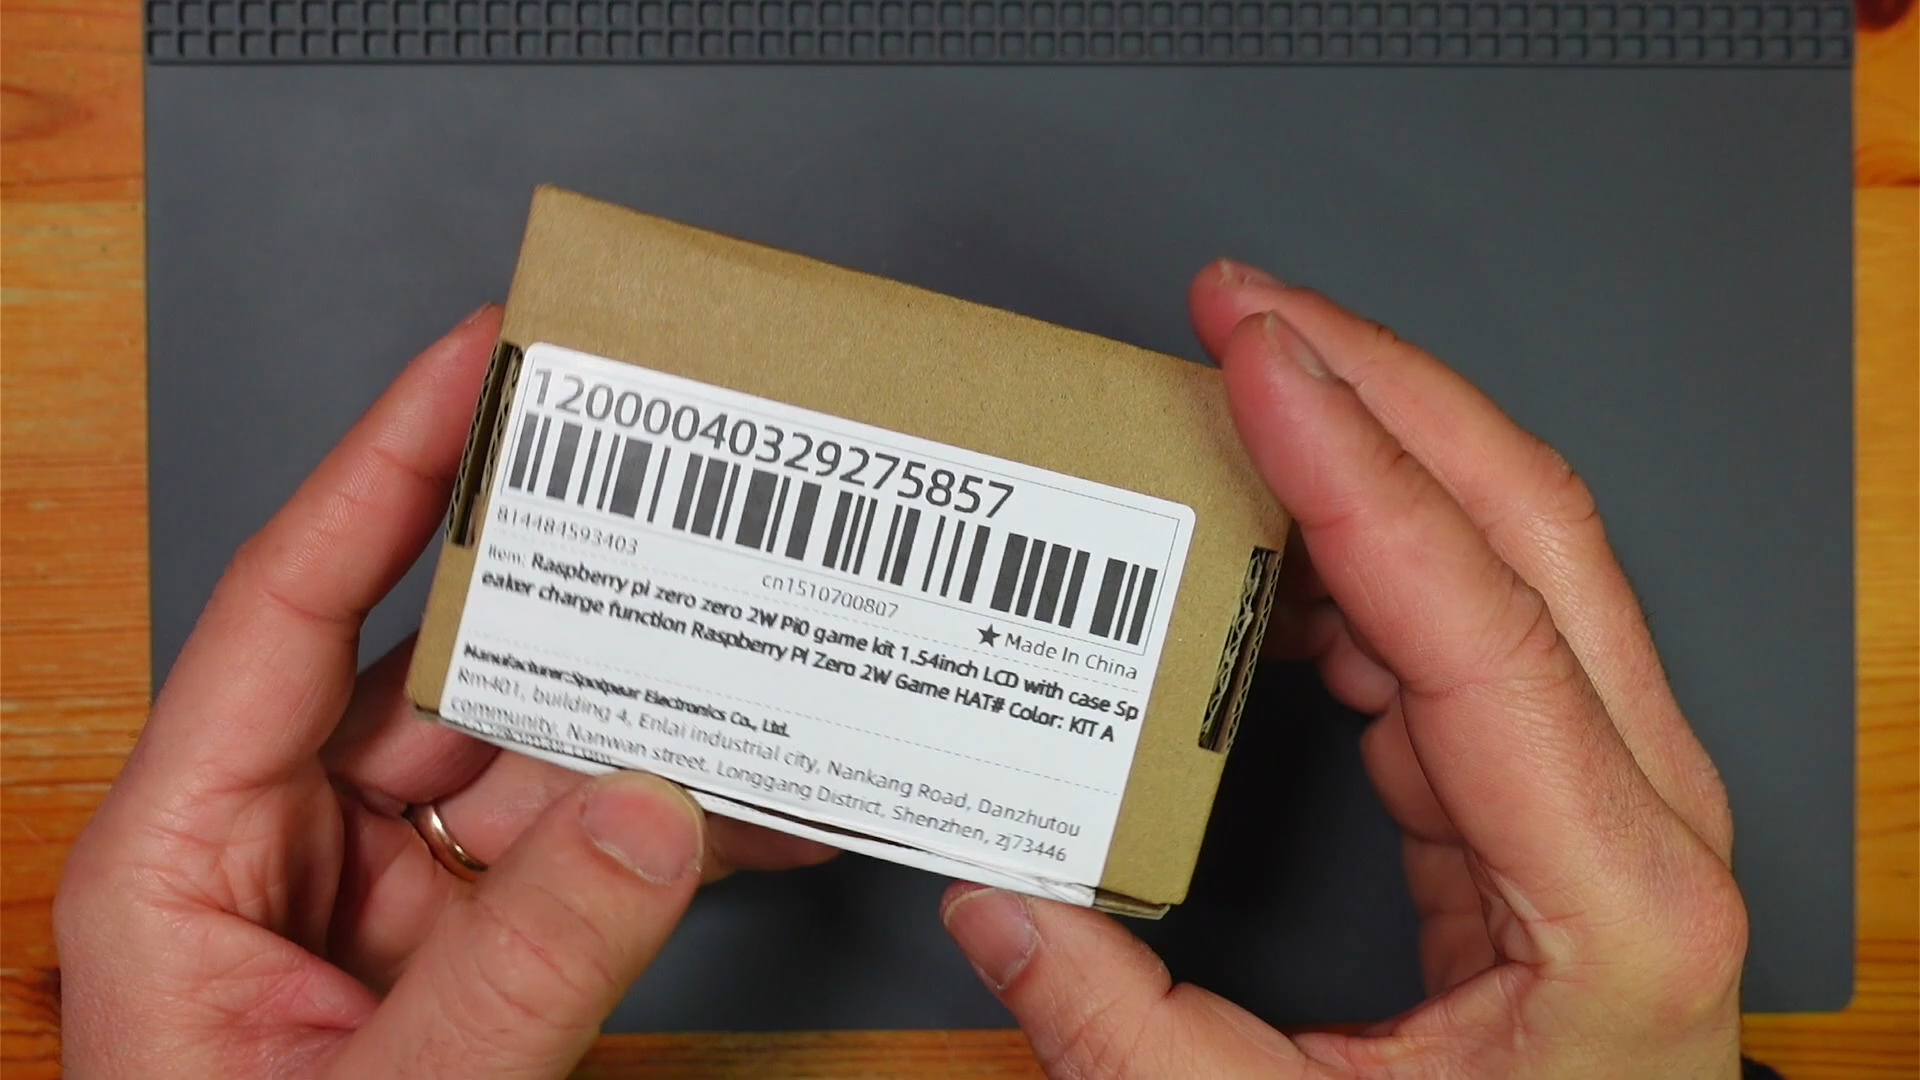 120000403292 75857
814484593403
cn1510700807
★ Made In China
Item: Raspberry pi zero zero 2W Pi0 game kit 1.54inch LCD with case Sp
eaker charge function Raspberry Pi Zero 2W Game HAT# Color: KIT A
Manufacturer:Spotpear Electronics Co., Ltd.
Rm401, building 4, Enlai industrial city, Nankang Road, Danzhutou
community, Nanwan street, Longgang District, Shenzhen, zj73446